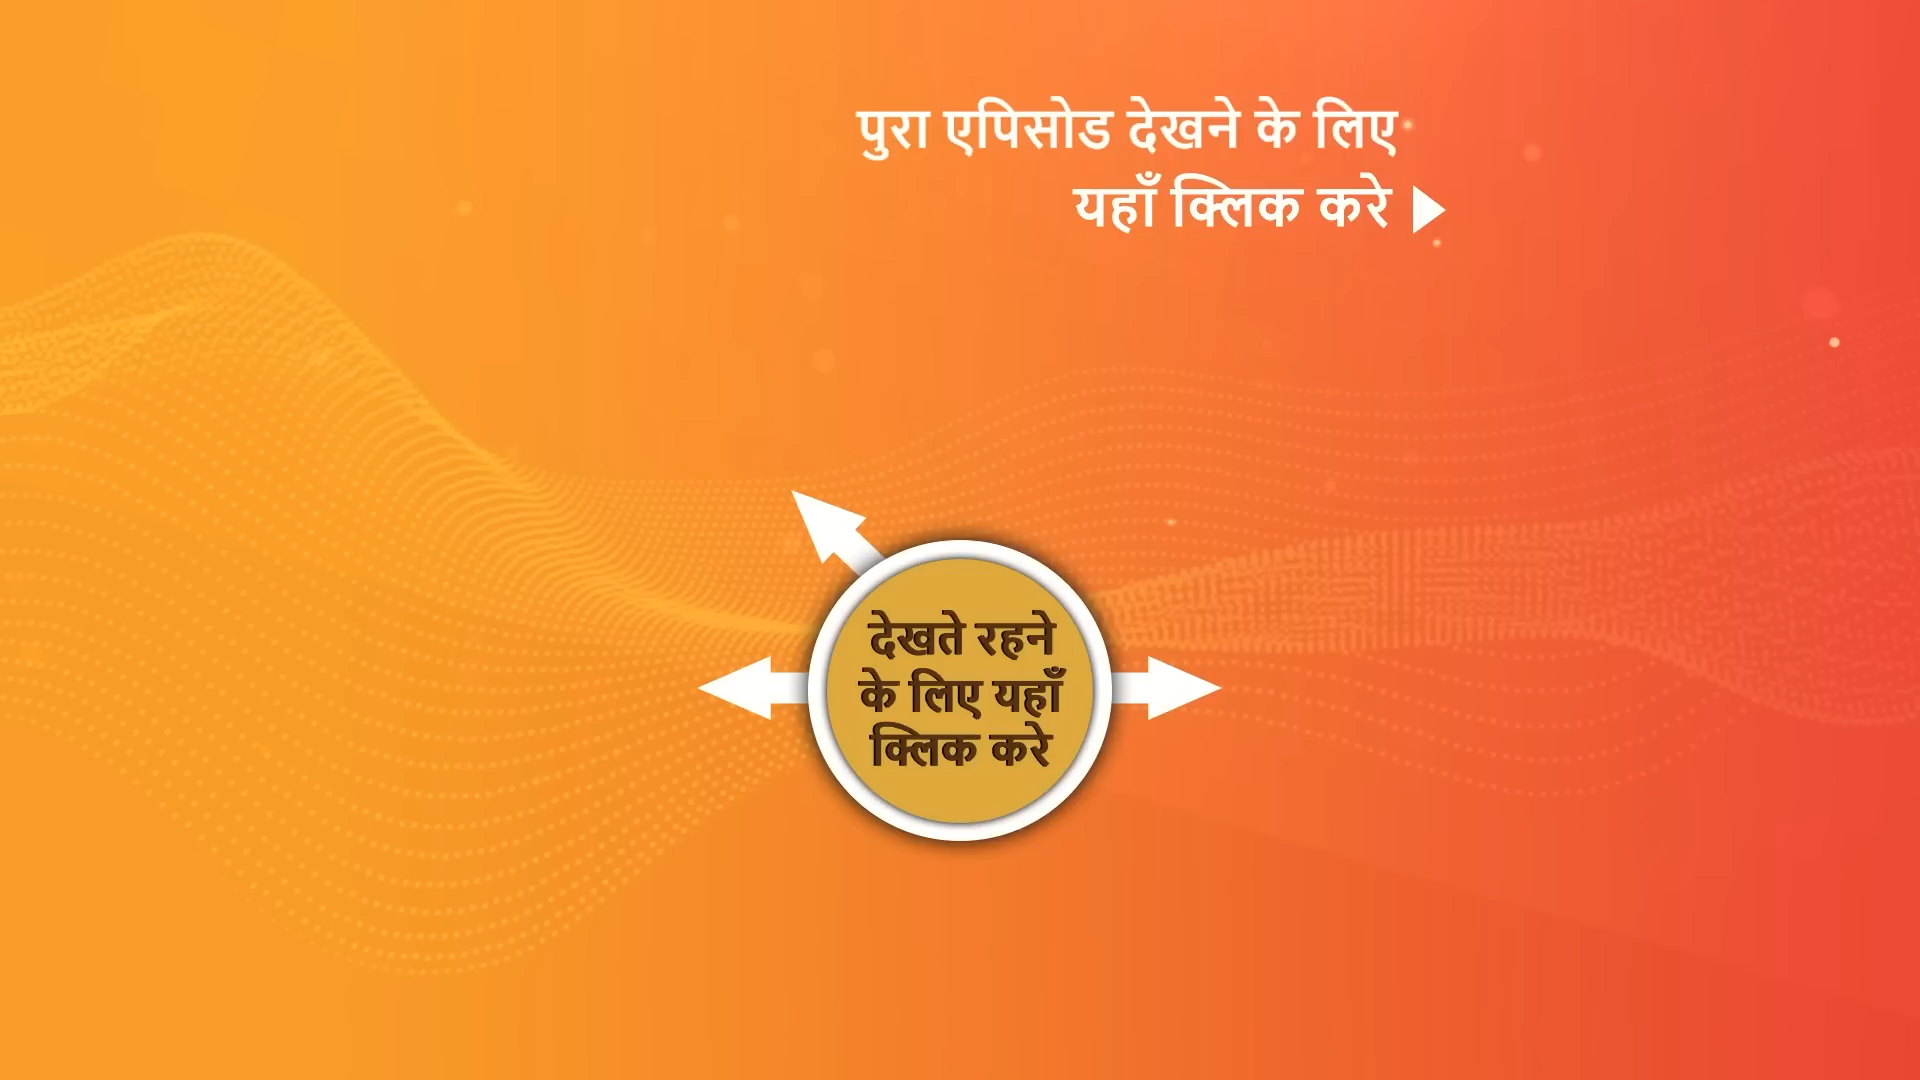 पुरा एपिसोड देखने के लिए
यहाँ क्लिक करे
देखते रहने
के लिए यहाँ
क्लिक करे